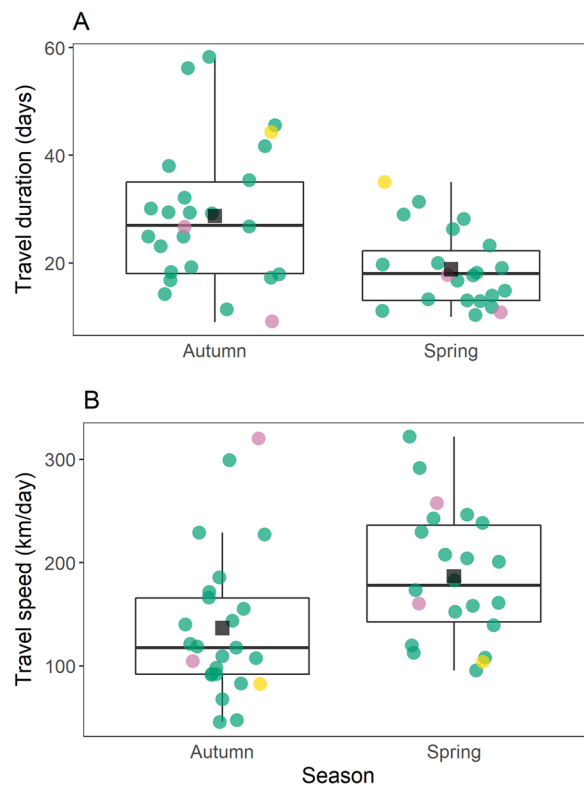 A
Travel duration (days)
60
40
20
Autumn
Spring
B
Travel speed (km/day)
300
200
100
Autumn
Spring
Season